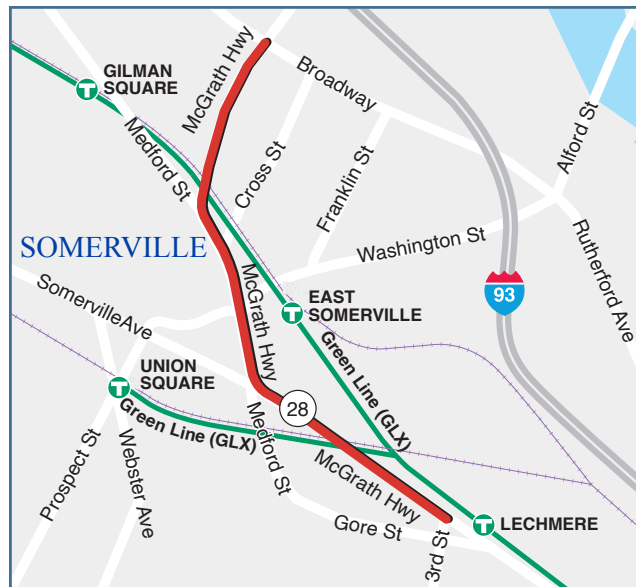 McGrath Hwy
Broadway
GILMAN
SQUARE
T
Medford St
Cross St
Franklin St
Alford St
SOMERVILLE
Washington St
Rutherford Ave
93
SomervilleAve
McGrath Hwy
T
EAST
SOMERVILLE
UNION
SQUARE
T
Green Line (GLX)
Green Line (GLX)
28
Medford St
McGrath Hwy
Prospect St
Webster Ave
Gore St
3rd St
T
LECHMERE